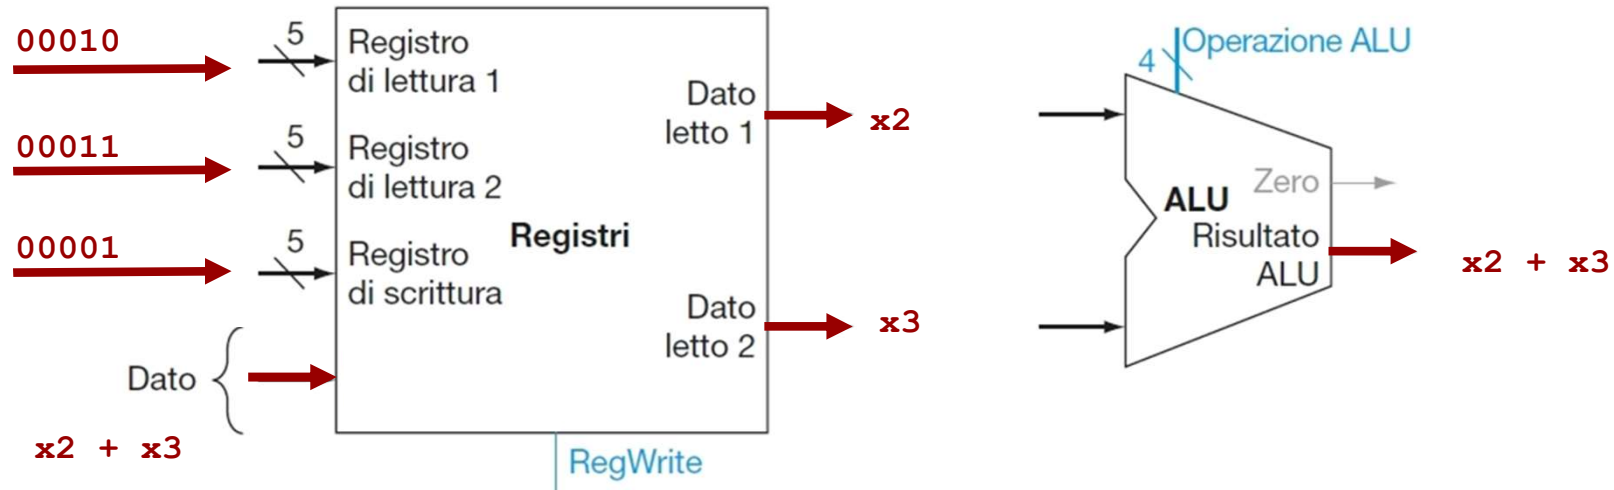 00010
5
Registro
di lettura 1
00011
5
Registro
di lettura 2
00001
5
Registro
di scrittura
Registri
Dato
letto 1
x2
Dato
letto 2
x3
Dato
x2 + x3
RegWrite
4
Operazione ALU
Zero
ALU
Risultato
ALU
x2 + x3